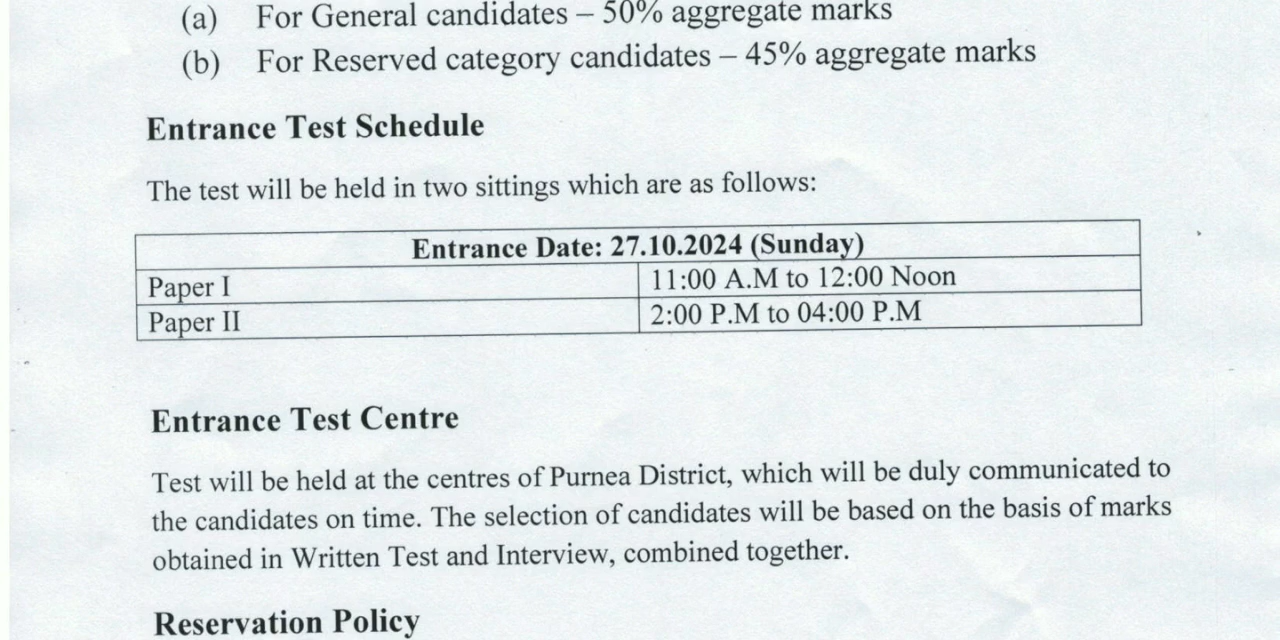 (a) For General candidates – 50% aggregate marks
(b) For Reserved category candidates – 45% aggregate marks
Entrance Test Schedule
The test will be held in two sittings which are as follows:
Entrance Date: 27.10.2024 (Sunday)
Paper I 11:00 A.M to 12:00 Noon
Paper II 2:00 P.M to 04:00 P.M
Entrance Test Centre
Test will be held at the centres of Purnea District, which will be duly communicated to
the candidates on time. The selection of candidates will be based on the basis of marks
obtained in Written Test and Interview, combined together.
Reservation Policy